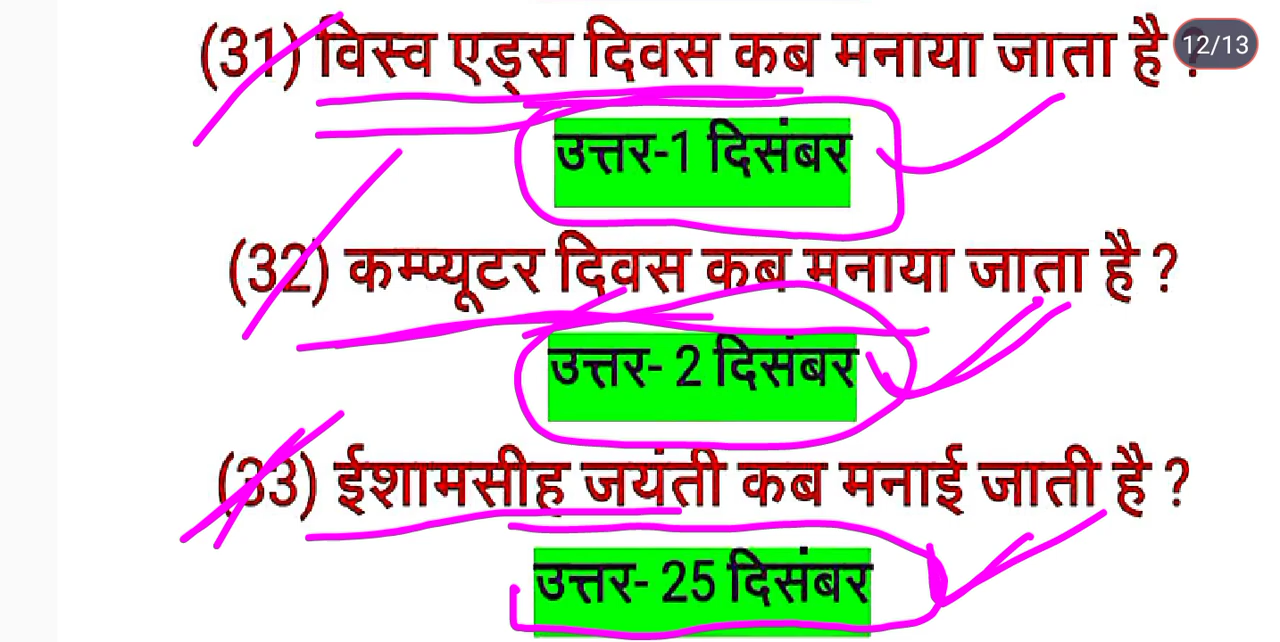 (31) विस्व एड्स दिवस कब मनाया जाता है ?
12/13
उत्तर-1 दिसंबर
(32) कम्प्यूटर दिवस कब मनाया जाता है ?
उत्तर- 2 दिसंबर
(33) ईशामसीह जयंती कब मनाई जाती है ?
उत्तर- 25 दिसंबर